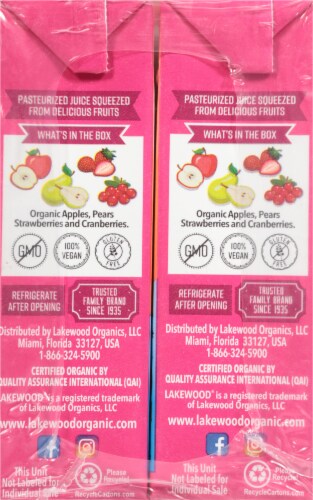 PASTEURIZED JUICE SQUEEZED
FROM DELICIOUS FRUITS
WHAT'S IN THE BOX
Organic Apples, Pears
Strawberries and Cranberries.
GMO
100%
VEGAN
GLUTEN
FREE
REFRIGERATE
AFTER OPENING
TRUSTED
FAMILY BRAND
SINCE 1935
Distributed by Lakewood Organics, LLC
Miami, Florida 33127, USA
1-866-324-5900
CERTIFIED ORGANIC BY
QUALITY ASSURANCE INTERNATIONAL (QAI)
LAKEWOOD® is a registered trademark
of Lakewood Organics, LLC
www.lakewoodorganic.com
This Unit
Not Labeled for
Individual Sale
Please
Recycle!
RecycleCartons.com
PASTEURIZED JUICE SQUEEZED
FROM DELICIOUS FRUITS
WHAT'S IN THE BOX
Organic Apples, Pears
Strawberries and Cranberries.
GMO
100%
VEGAN
GLUTEN
FREE
REFRIGERATE
AFTER OPENING
TRUSTED
FAMILY BRAND
SINCE 1935
Distributed by Lakewood Organics, LLC
Miami, Florida 33127, USA
1-866-324-5900
CERTIFIED ORGANIC BY
QUALITY ASSURANCE INTERNATIONAL (QAI)
LAKEWOOD® is a registered trademark
of Lakewood Organics, LLC
www.lakewoodorganic.com
This Unit
Not Labeled for
Individual Sale
Please
Recycle!
RecycleCartons.com